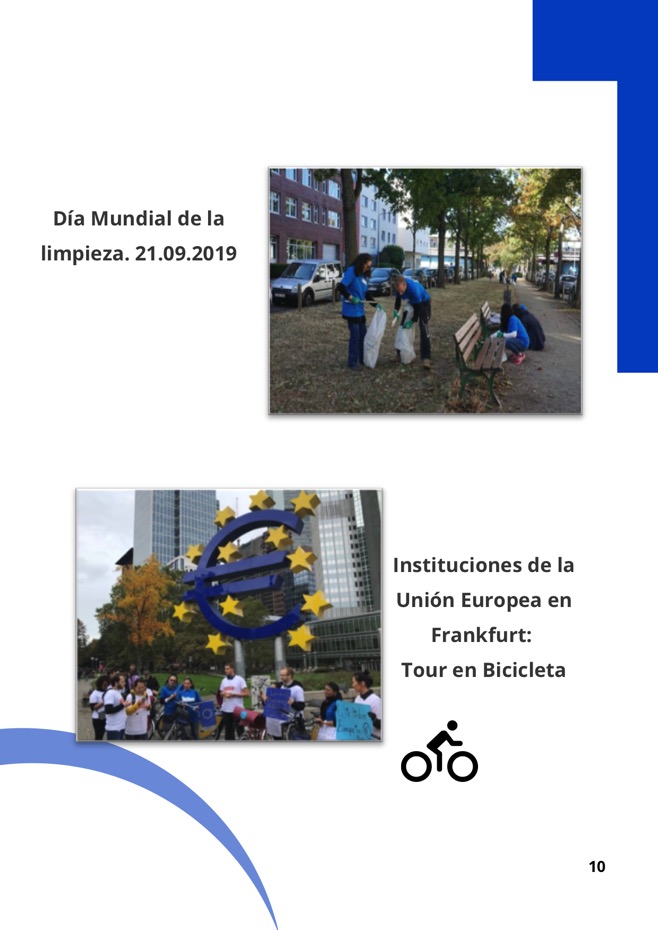 Día Mundial de la
limpieza. 21.09.2019
Instituciones de la
Unión Europea en
Frankfurt:
Tour en Bicicleta
10